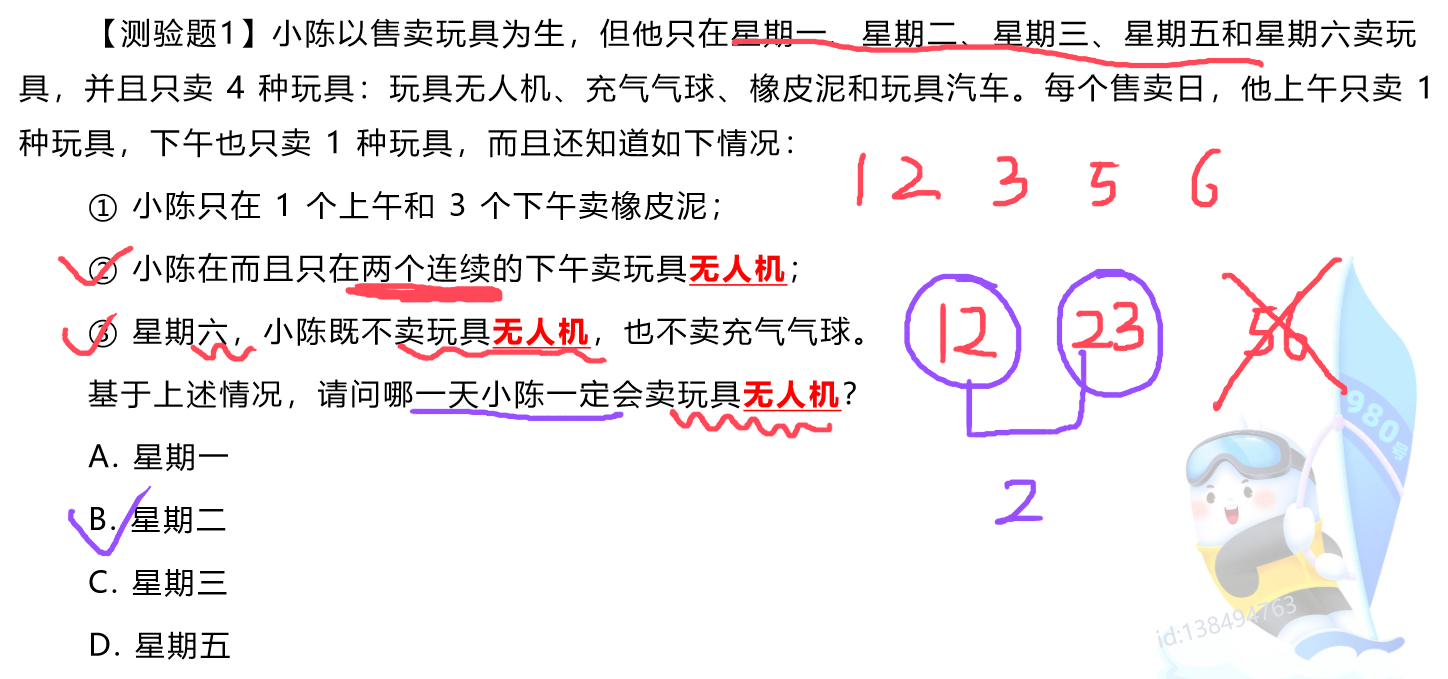 【测验题1】小陈以售卖玩具为生，但他只在星期一、星期二、星期三、星期五和星期六卖玩
具，并且只卖 4 种玩具：玩具无人机、充气气球、橡皮泥和玩具汽车。每个售卖日，他上午只卖 1
种玩具，下午也只卖 1 种玩具，而且还知道如下情况：
1 2 3 5 6
① 小陈只在 1 个上午和 3 个下午卖橡皮泥；
② 小陈在而且只在两个连续的下午卖玩具无人机；
③ 星期六，小陈既不卖玩具无人机，也不卖充气气球。
12 23 56
基于上述情况，请问哪一天小陈一定会卖玩具无人机？
A. 星期一
B. 星期二
2
C. 星期三
D. 星期五
980号
id:138494763